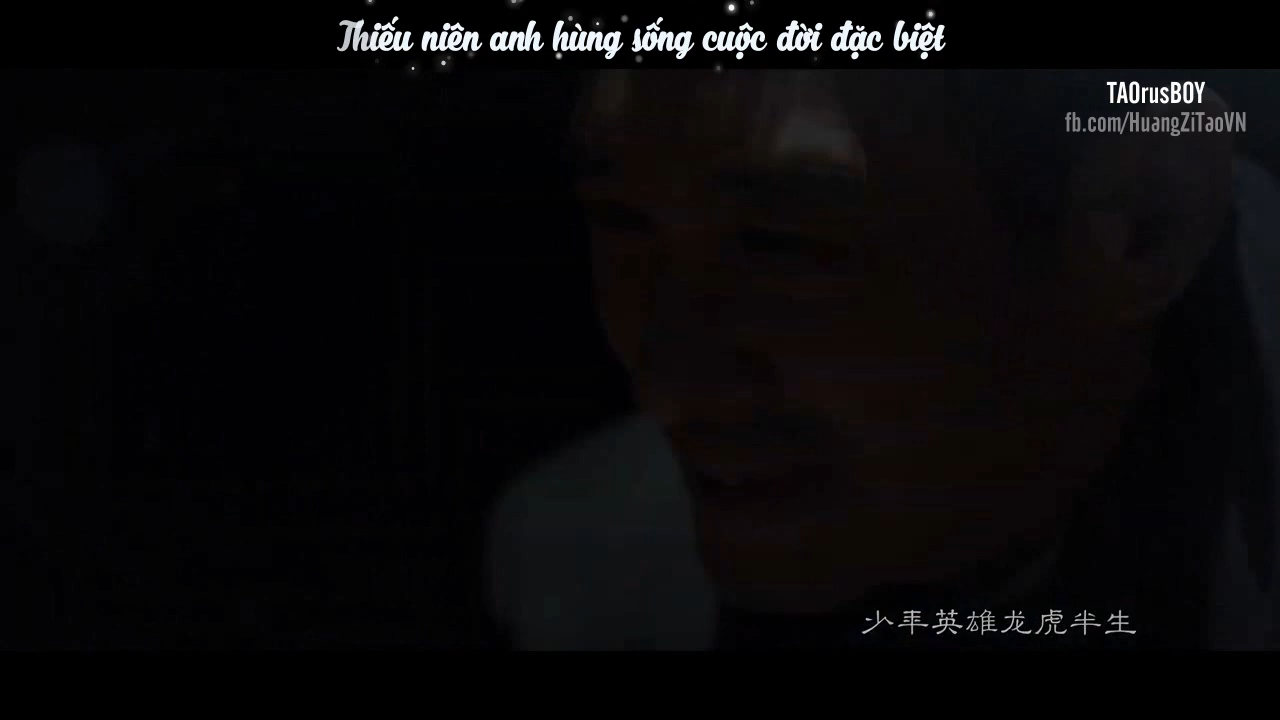 Thiếu niên anh hùng sống cuộc đời đặc biệt
TAOrusBOY
fb.com/HuangZiTaoVN
少年英雄龙虎半生